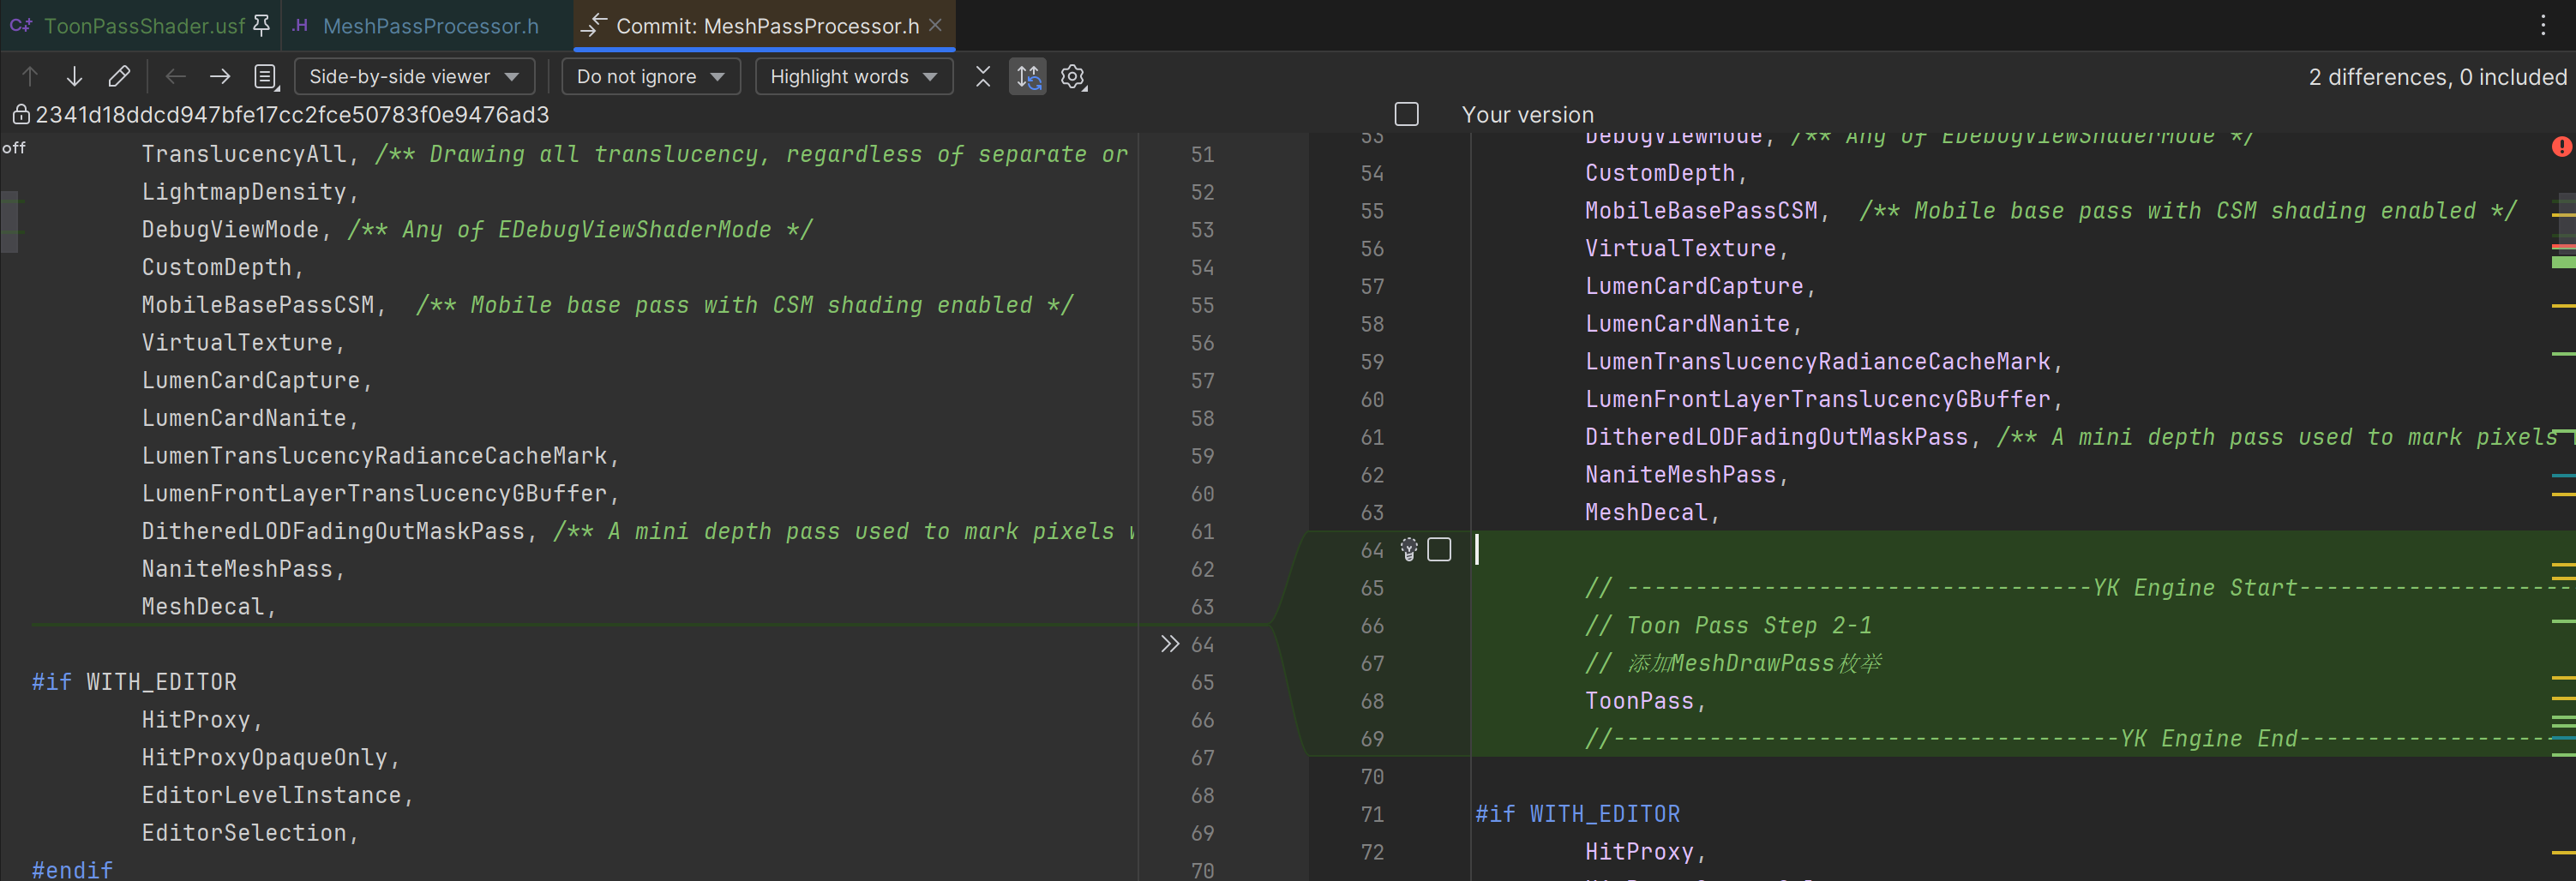 ToonPassShader.usf MeshPassProcessor.h Commit: MeshPassProcessor.h
Side-by-side viewer Do not ignore Highlight words 2 differences, 0 included
2341d18ddcd947bfe17cc2fce50783f0e9476ad3 Your version
off
TranslucencyAll, /** Drawing all translucency, regardless of separate or 51
LightmapDensity, 52
DebugViewMode, /** Any of EDebugViewShaderMode */ 53
CustomDepth, 54
MobileBasePassCSM, /** Mobile base pass with CSM shading enabled */ 55
VirtualTexture, 56
LumenCardCapture, 57
LumenCardNanite, 58
LumenTranslucencyRadianceCacheMark, 59
LumenFrontLayerTranslucencyGBuffer, 60
DitheredLODFadingOutMaskPass, /** A mini depth pass used to mark pixels 61
NaniteMeshPass, 62
MeshDecal, 63
64
#if WITH_EDITOR 65
HitProxy, 66
HitProxyOpaqueOnly, 67
EditorLevelInstance, 68
EditorSelection, 69
#endif 70
53 DebugViewMode, /** Any of EDebugViewShaderMode */
54 CustomDepth,
55 MobileBasePassCSM, /** Mobile base pass with CSM shading enabled */
56 VirtualTexture,
57 LumenCardCapture,
58 LumenCardNanite,
59 LumenTranslucencyRadianceCacheMark,
60 LumenFrontLayerTranslucencyGBuffer,
61 DitheredLODFadingOutMaskPass, /** A mini depth pass used to mark pixels
62 NaniteMeshPass,
63 MeshDecal,
64
65 // ----------------------------------YK Engine Start--------------------
66 // Toon Pass Step 2-1
67 // 添加MeshDrawPass枚举
68 ToonPass,
69 //-------------------------------------YK Engine End-------------------
70
71 #if WITH_EDITOR
72 HitProxy,